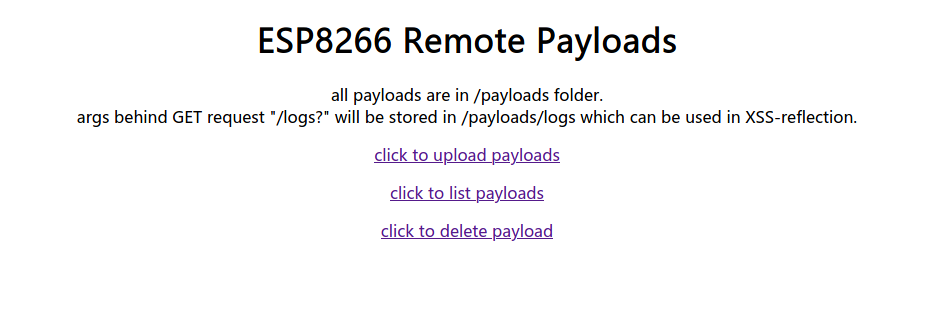 ESP8266 Remote Payloads
all payloads are in /payloads folder.
args behind GET request "/logs?" will be stored in /payloads/logs which can be used in XSS-reflection.
click to upload payloads
click to list payloads
click to delete payload